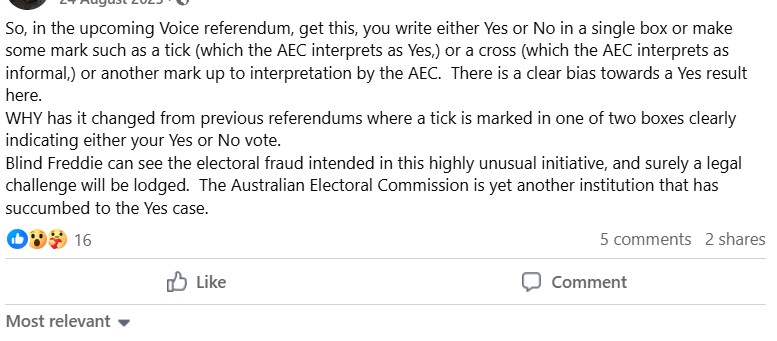 24 August 2023
So, in the upcoming Voice referendum, get this, you write either Yes or No in a single box or make
some mark such as a tick (which the AEC interprets as Yes,) or a cross (which the AEC interprets as
informal,) or another mark up to interpretation by the AEC.  There is a clear bias towards a Yes result
here.
WHY has it changed from previous referendums where a tick is marked in one of two boxes clearly
indicating either your Yes or No vote.
Blind Freddie can see the electoral fraud intended in this highly unusual initiative, and surely a legal
challenge will be lodged.  The Australian Electoral Commission is yet another institution that has
succumbed to the Yes case.
16 5 comments 2 shares
Like Comment
Most relevant